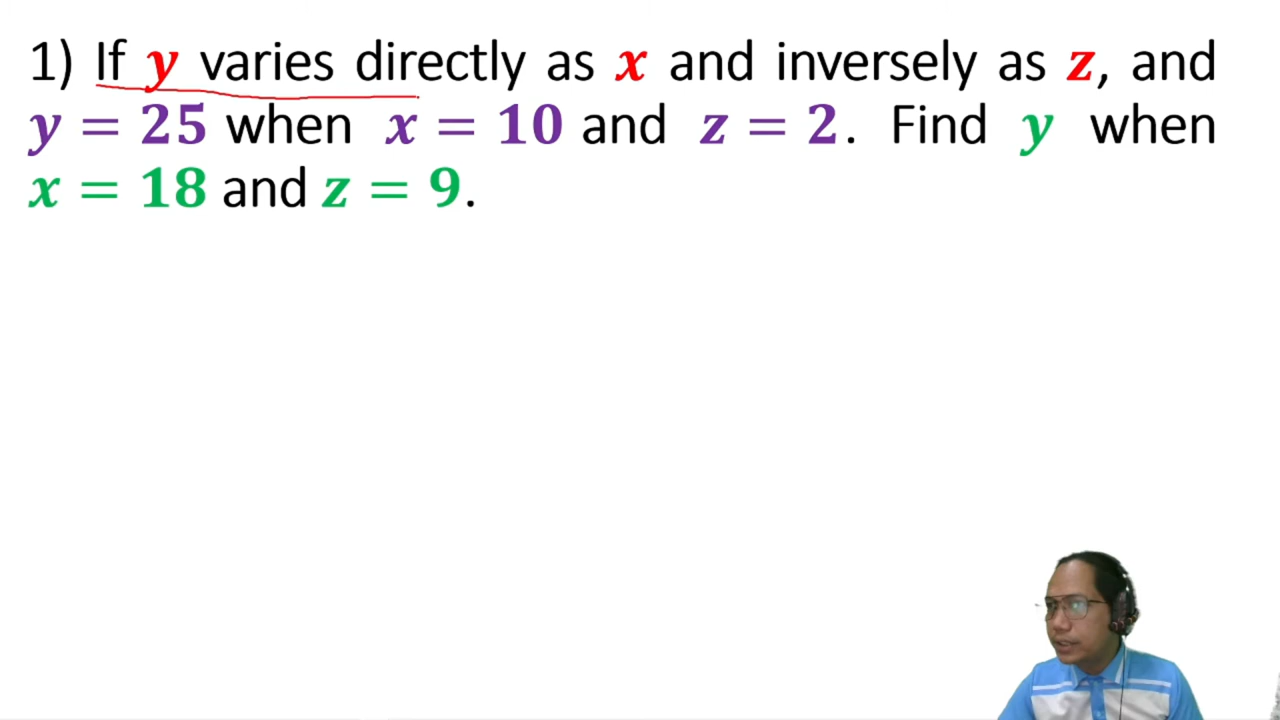 1) If y varies directly as x and inversely as z, and
y = 25 when x = 10 and z = 2. Find y when
x = 18 and z = 9.